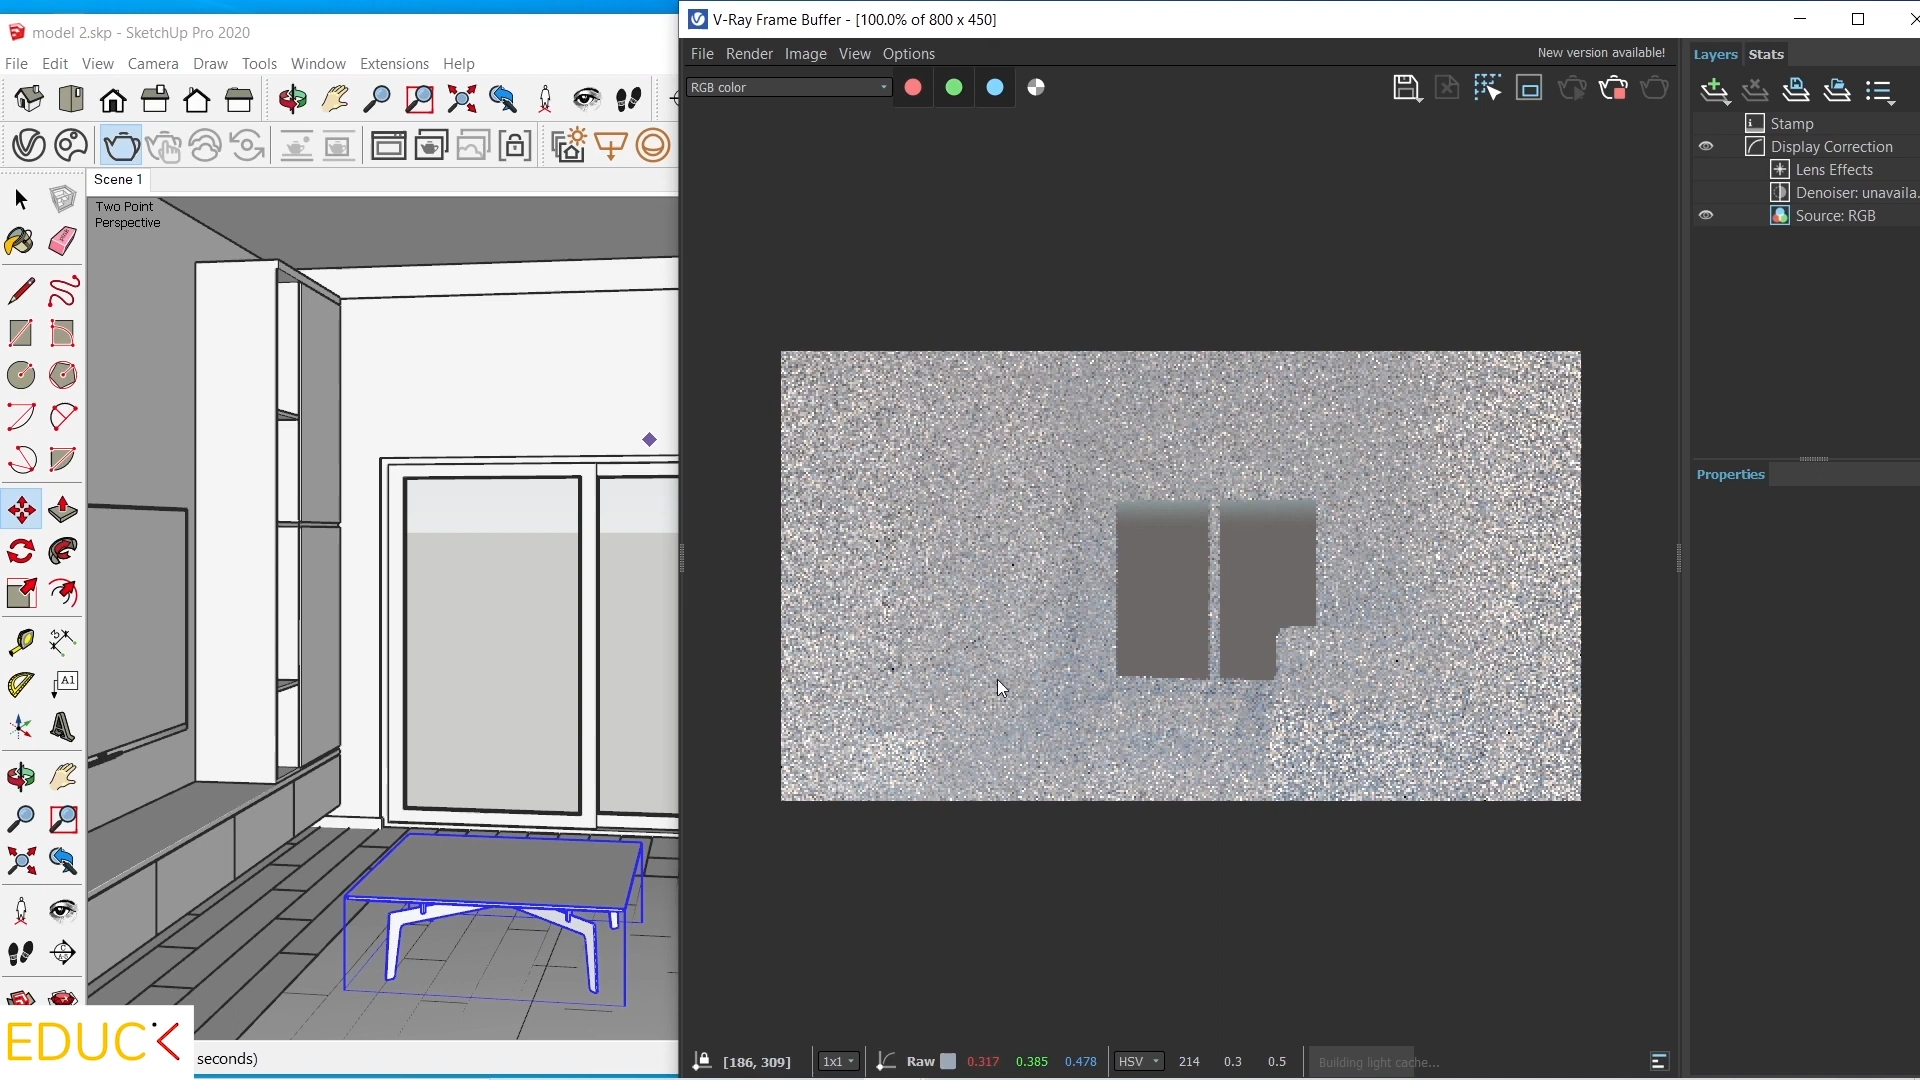 model 2.skp - SketchUp Pro 2020
File Edit View Camera Draw Tools Window Extensions Help
Scene 1
Two Point
Perspective
A1
EDUC
seconds)
V-Ray Frame Buffer - [100.0% of 800 x 450]
File Render Image View Options
New version available!
RGB color
Layers Stats
Stamp
Display Correction
Lens Effects
Denoiser: unavaila.
Source: RGB
Properties
[186, 309] 1x1 Raw 0.317 0.385 0.478 HSV 214 0.3 0.5 Building light cache...